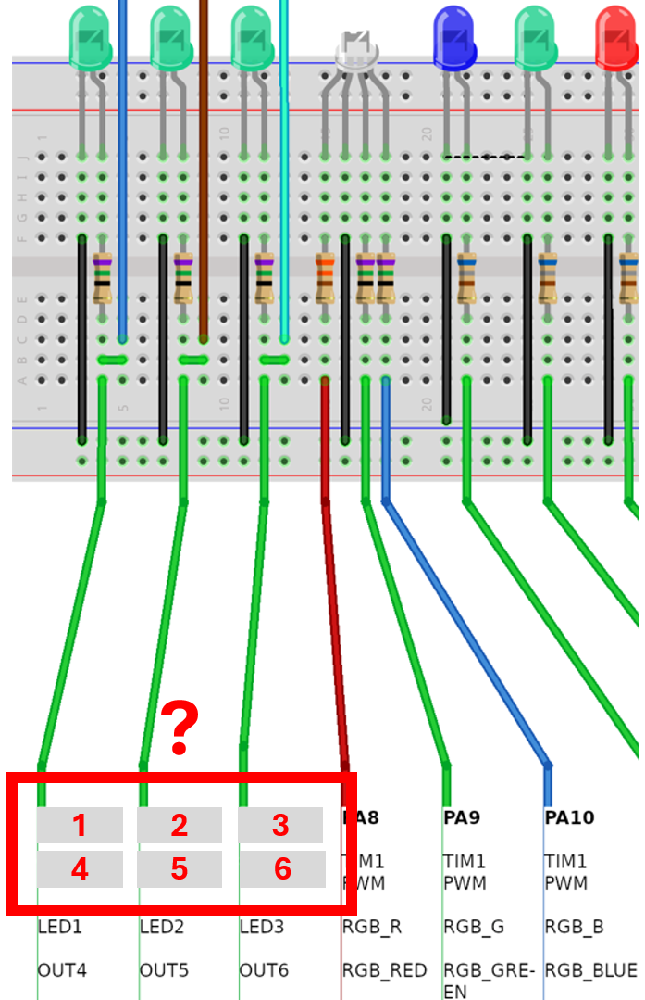 1
10
20
J
I
H
G
F
E
D
C
B
A
1
5
10
20
?
1 2 3 PA8 PA9 PA10
4 5 6 TIM1 TIM1 TIM1
PWM PWM PWM
LED1 LED2 LED3 RGB_R RGB_G RGB_B
OUT4 OUT5 OUT6 RGB_RED RGB_GRE- RGB_BLUE
EN